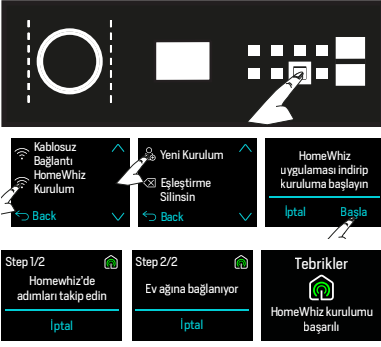 Kablosuz
Bağlantı
HomeWhiz
Kurulum
Back
Yeni Kurulum
Eşleştirme
Silinsin
Back
HomeWhiz
uygulaması indirip
kuruluma başlayın
İptal Başla
Step 1/2
Homewhiz’de
adımları takip edin
İptal
Step 2/2
Ev ağına bağlanıyor
İptal
Tebrikler
HomeWhiz kurulumu
başarılı